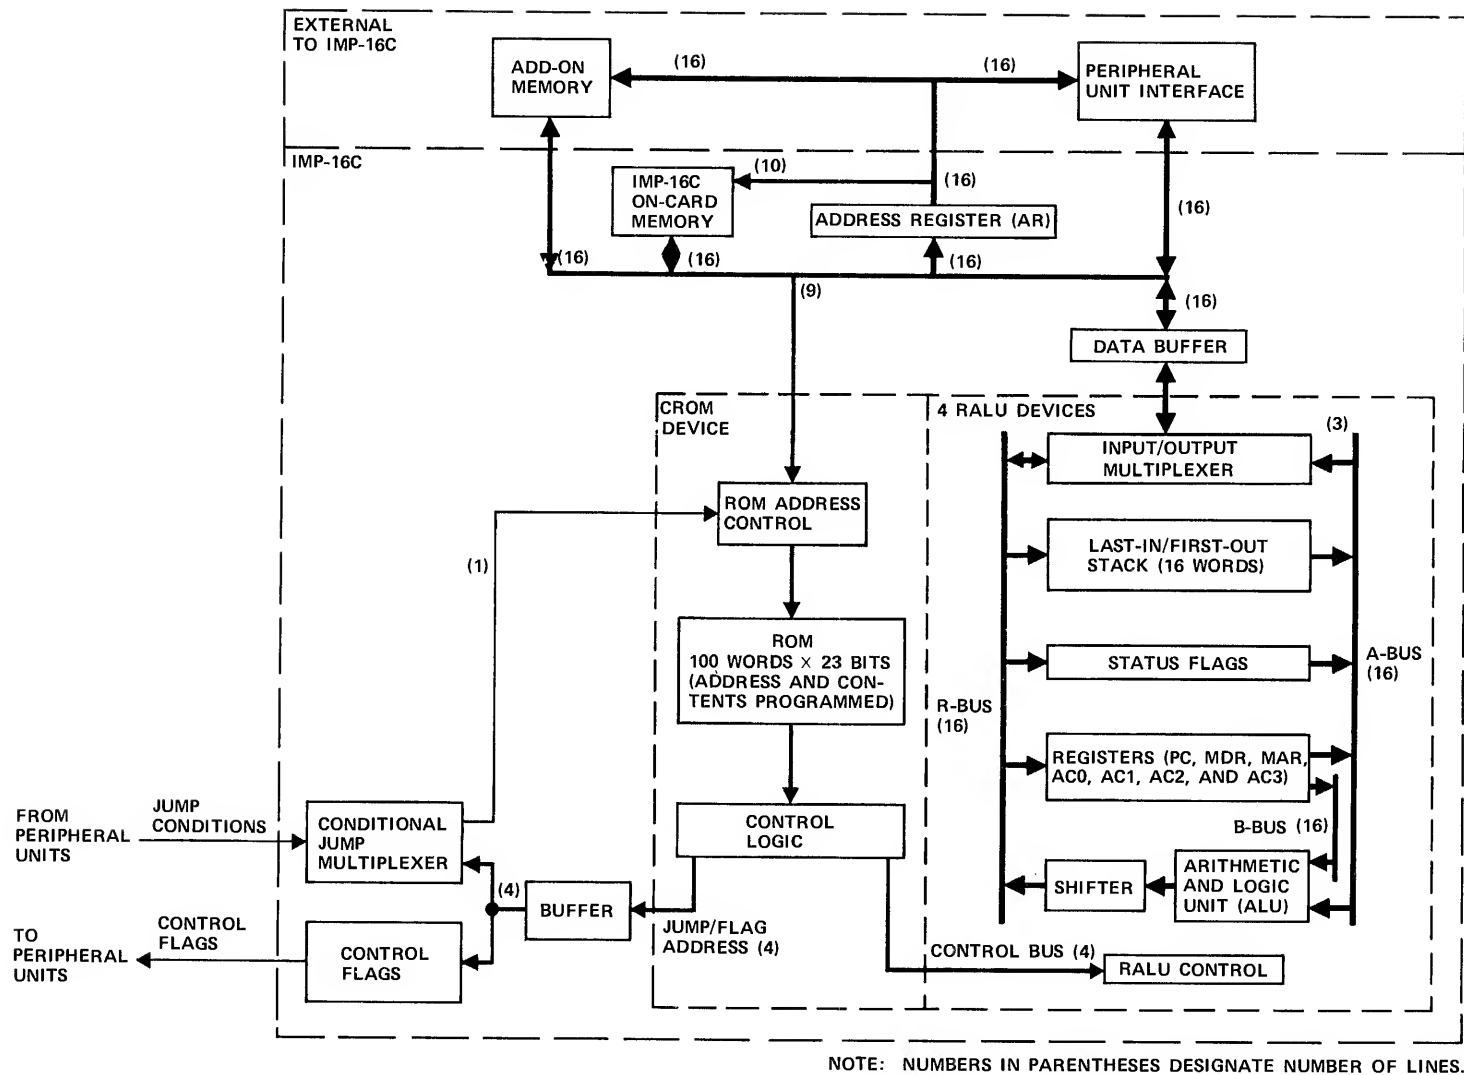 EXTERNAL
TO IMP-16C
ADD-ON
MEMORY
(16)
(16)
PERIPHERAL
UNIT INTERFACE
IMP-16C
IMP-16C
ON-CARD
MEMORY
(10)
(16)
ADDRESS REGISTER (AR)
(16)
(16)
(16)
(16)
(9)
(16)
DATA BUFFER
CROM
DEVICE
4 RALU DEVICES
(3)
INPUT/OUTPUT
MULTIPLEXER
ROM ADDRESS
CONTROL
LAST-IN/FIRST-OUT
STACK (16 WORDS)
(1)
ROM
100 WORDS × 23 BITS
(ADDRESS AND CON-
TENTS PROGRAMMED)
STATUS FLAGS
A-BUS
(16)
R-BUS
(16)
REGISTERS (PC, MDR, MAR,
AC0, AC1, AC2, AND AC3)
B-BUS (16)
FROM
PERIPHERAL
UNITS
JUMP
CONDITIONS
CONDITIONAL
JUMP
MULTIPLEXER
CONTROL
LOGIC
SHIFTER
ARITHMETIC
AND LOGIC
UNIT (ALU)
(4)
BUFFER
JUMP/FLAG
ADDRESS (4)
TO
PERIPHERAL
UNITS
CONTROL
FLAGS
CONTROL
FLAGS
CONTROL BUS (4)
RALU CONTROL
NOTE: NUMBERS IN PARENTHESES DESIGNATE NUMBER OF LINES.